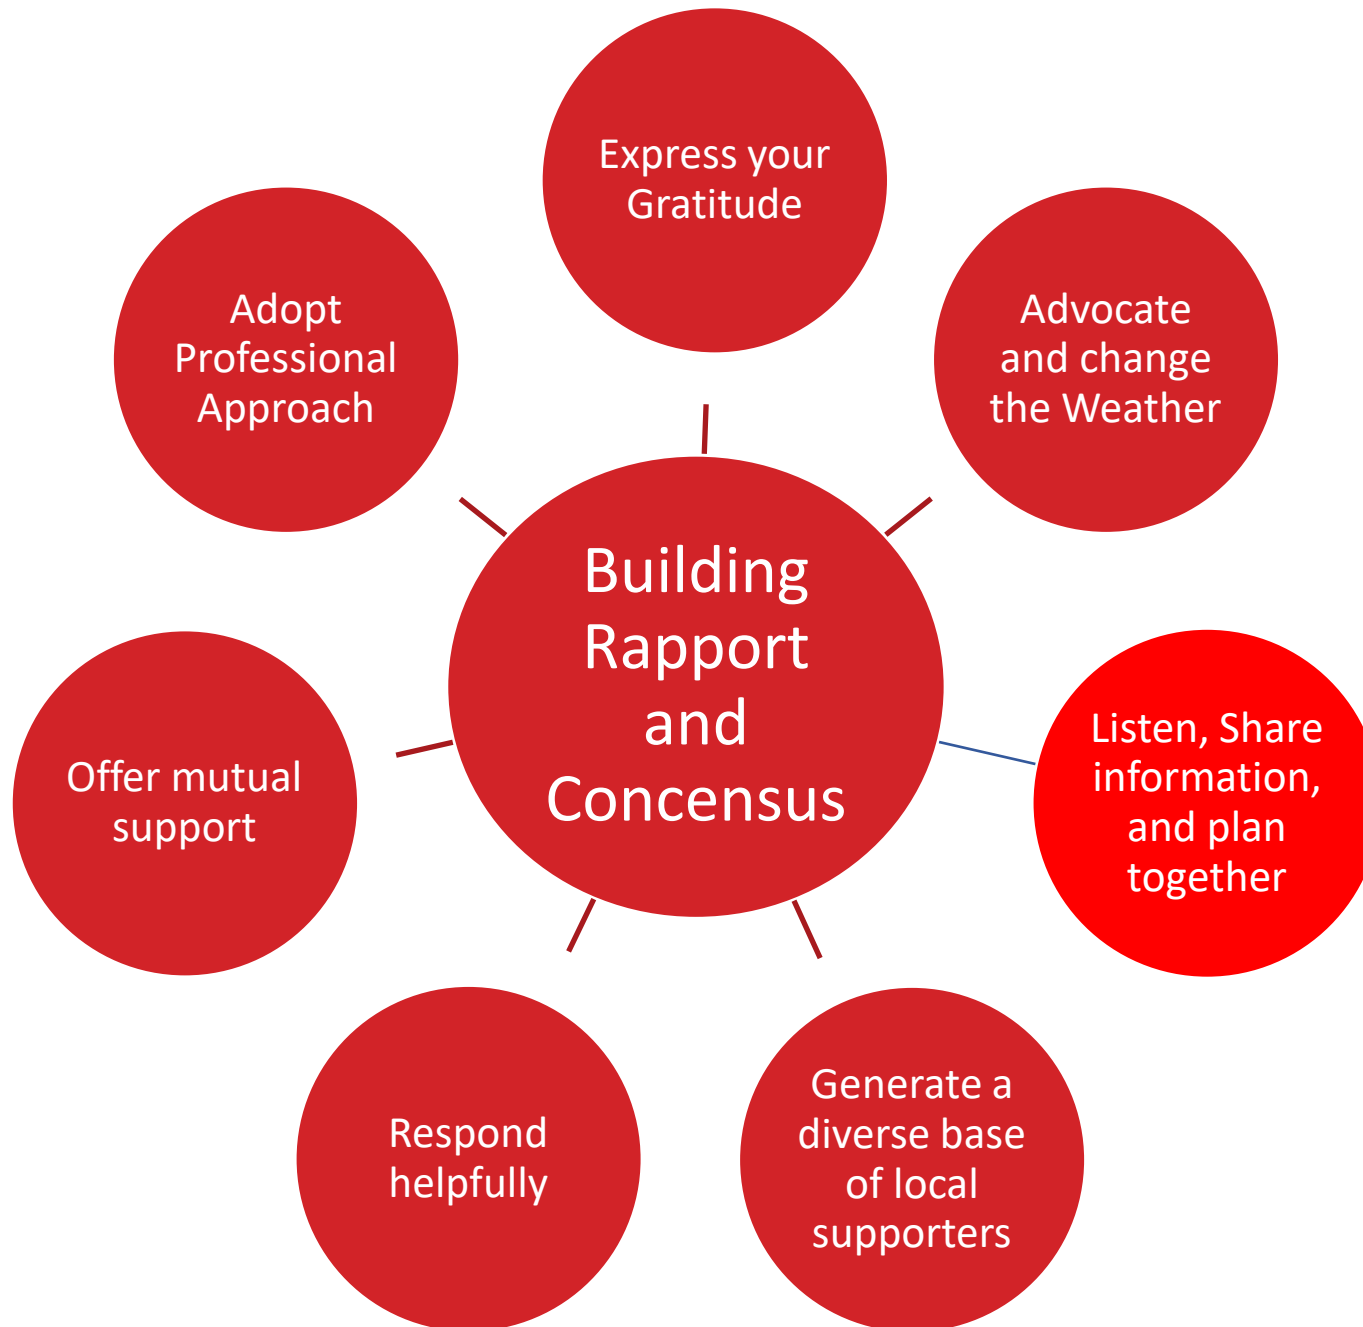 Express your
Gratitude
Adopt
Professional
Approach
Advocate
and change
the Weather
Building
Rapport
and
Concensus
Offer mutual
support
Listen, Share
information,
and plan
together
Respond
helpfully
Generate a
diverse base
of local
supporters